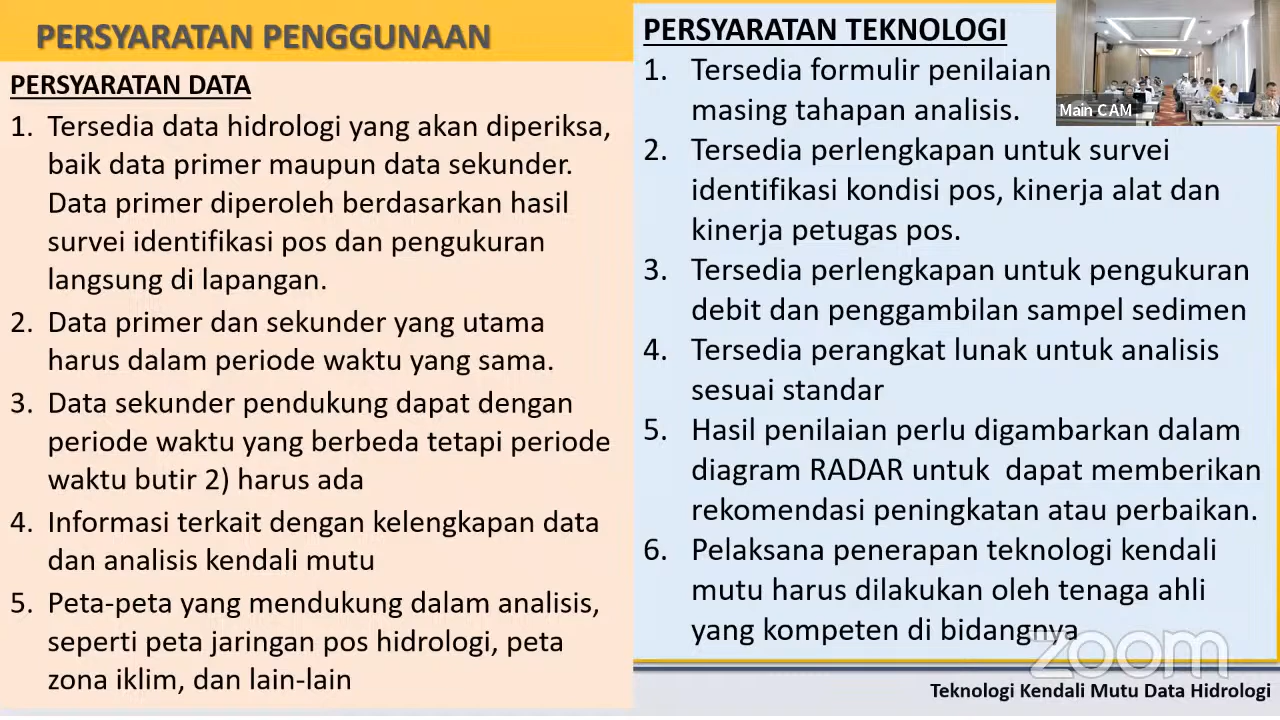 PERSYARATAN PENGGUNAAN
PERSYARATAN DATA
1. Tersedia data hidrologi yang akan diperiksa,
baik data primer maupun data sekunder.
Data primer diperoleh berdasarkan hasil
survei identifikasi pos dan pengukuran
langsung di lapangan.
2. Data primer dan sekunder yang utama
harus dalam periode waktu yang sama.
3. Data sekunder pendukung dapat dengan
periode waktu yang berbeda tetapi periode
waktu butir 2) harus ada
4. Informasi terkait dengan kelengkapan data
dan analisis kendali mutu
5. Peta-peta yang mendukung dalam analisis,
seperti peta jaringan pos hidrologi, peta
zona iklim, dan lain-lain
PERSYARATAN TEKNOLOGI
1. Tersedia formulir penilaian
masing tahapan analisis.
2. Tersedia perlengkapan untuk survei
identifikasi kondisi pos, kinerja alat dan
kinerja petugas pos.
3. Tersedia perlengkapan untuk pengukuran
debit dan penggambilan sampel sedimen
4. Tersedia perangkat lunak untuk analisis
sesuai standar
5. Hasil penilaian perlu digambarkan dalam
diagram RADAR untuk dapat memberikan
rekomendasi peningkatan atau perbaikan.
6. Pelaksana penerapan teknologi kendali
mutu harus dilakukan oleh tenaga ahli
yang kompeten di bidangnya
Main CAM
zoom
Teknologi Kendali Mutu Data Hidrologi